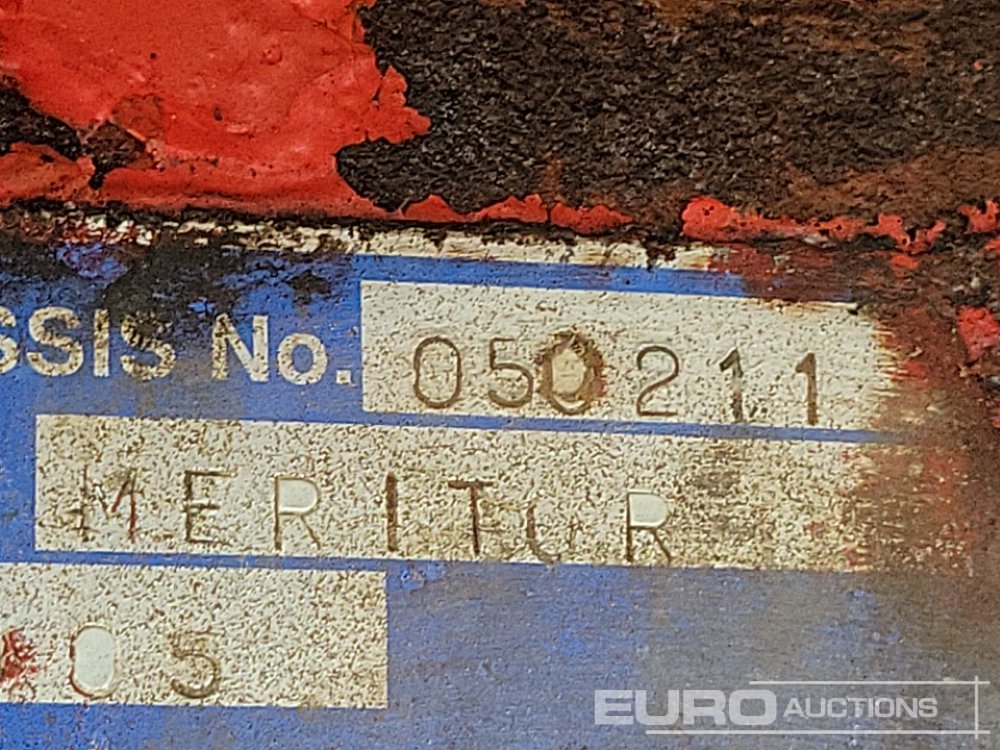 SSIS No. 050211
MERITUR
05
EURO AUCTIONS